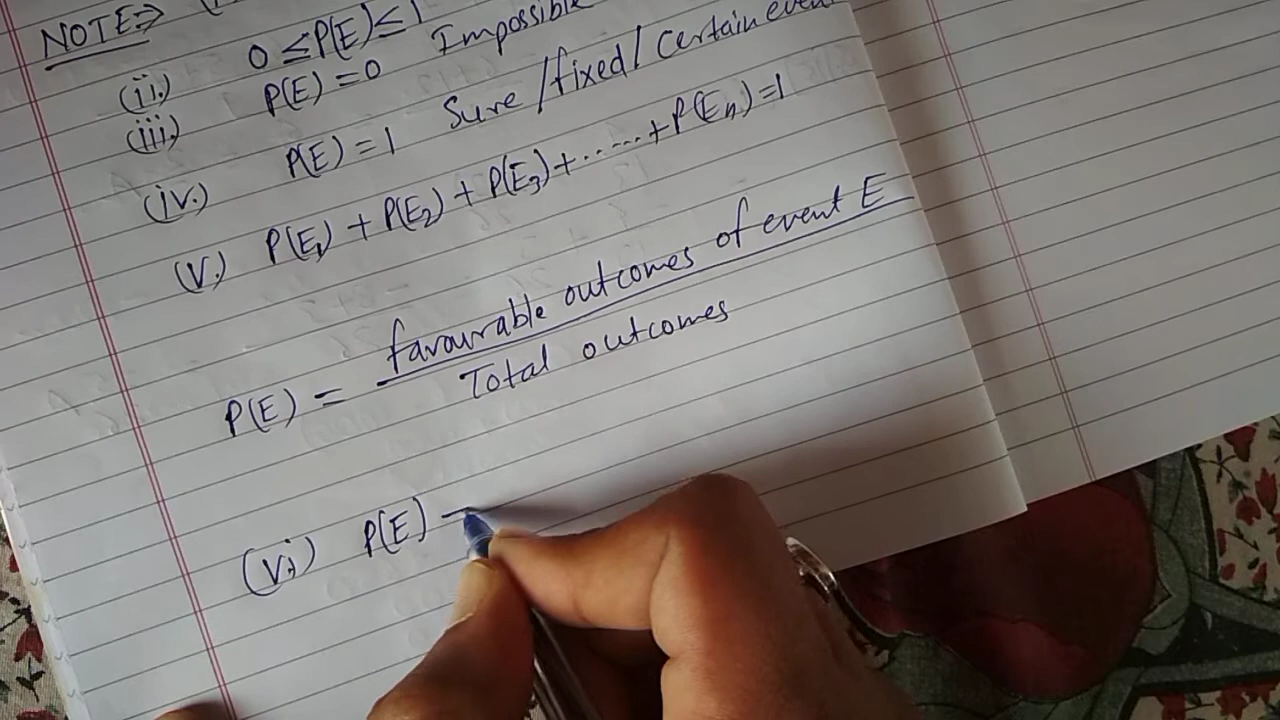 NOTE:⇒ (
(ii.) 0 ≤ P(E) ≤ 1
(iii.) P(E) = 0 Impossible
(iv.) P(E) = 1 Sure / fixed / certain even
(v.) P(E₁) + P(E₂) + P(E₃) + ...... + P(Eₙ) = 1
P(E) = favourable outcomes of event E
Total outcomes
(vi) P(E) –